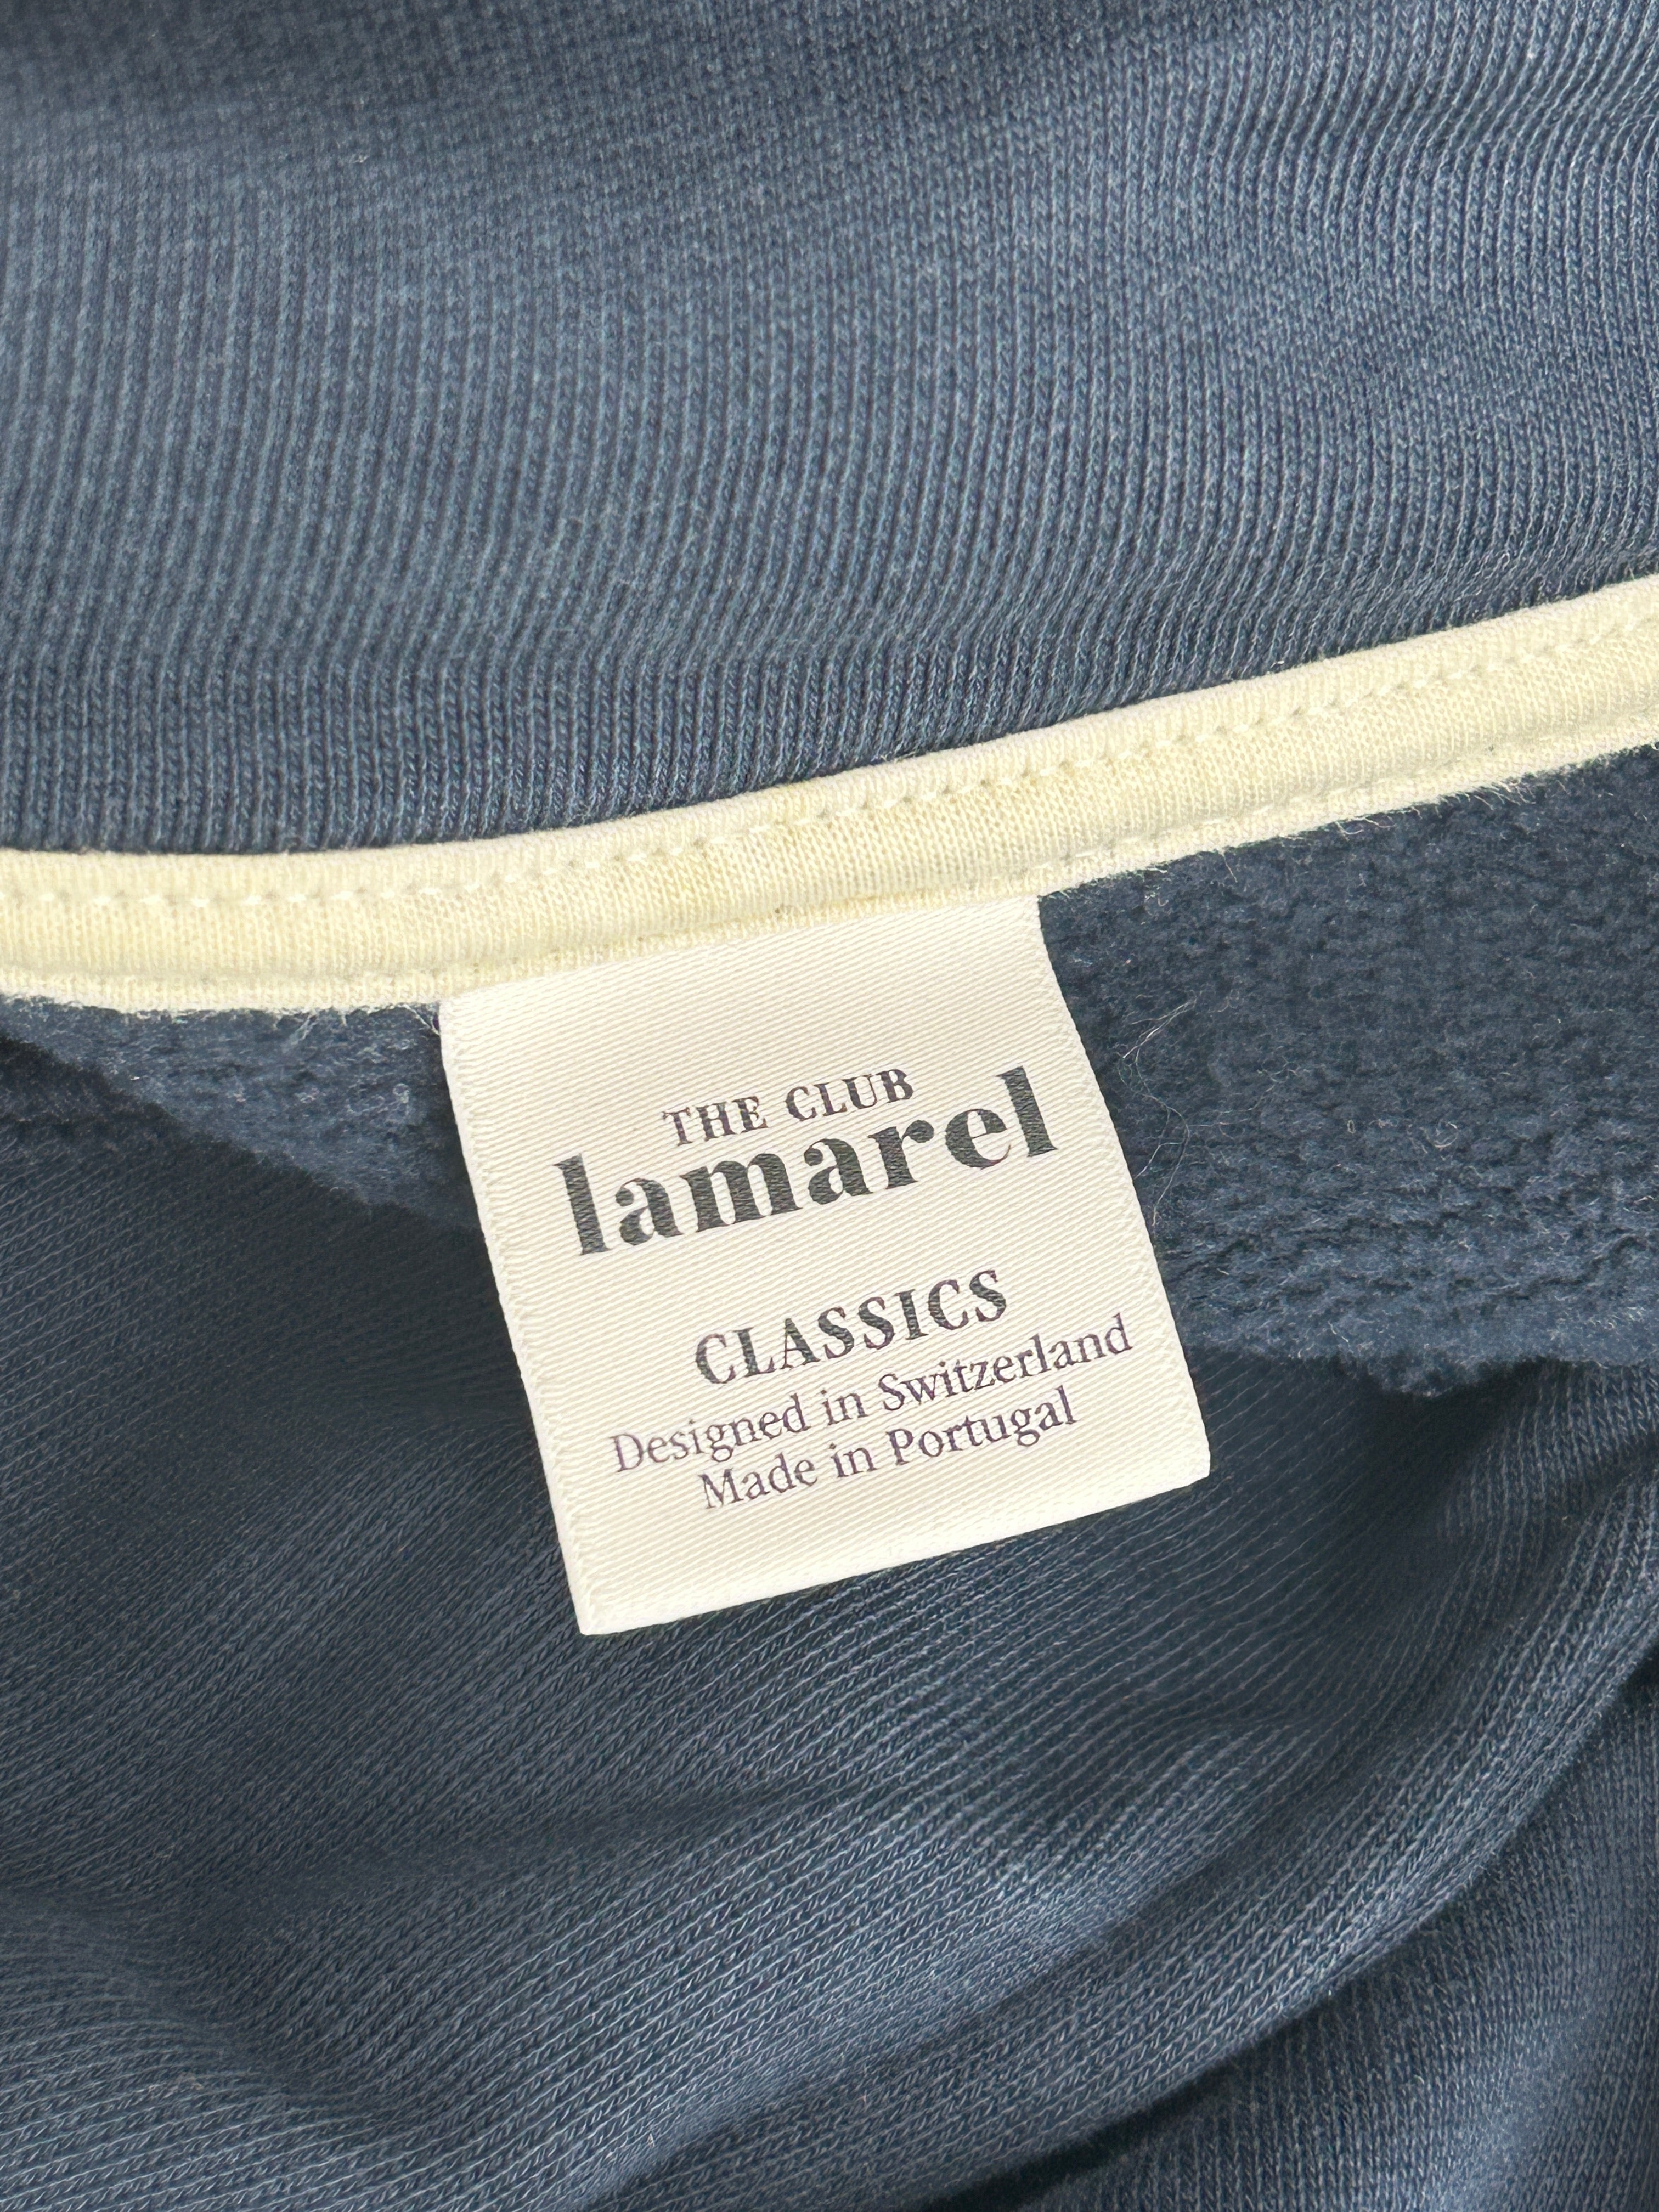 THE CLUB
lamarel
CLASSICS
Designed in Switzerland
Made in Portugal